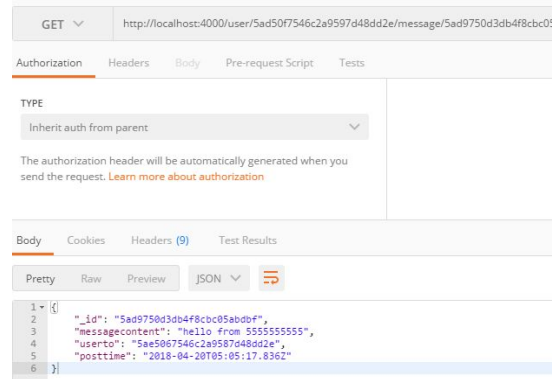 GET http://localhost:4000/user/5ad50f7546c2a9597d48dd2e/message/5ad9750d3db4f8cbc05
Authorization Headers Body Pre-request Script Tests
TYPE
Inherit auth from parent
The authorization header will be automatically generated when you
send the request. Learn more about authorization
Body Cookies Headers (9) Test Results
Pretty Raw Preview JSON
1 {
2 "_id": "5ad9750d3db4f8cbc05abdbf",
3 "messagecontent": "hello from 5555555555",
4 "userto": "5ae5067546c2a9587d48dd2e",
5 "posttime": "2018-04-20T05:05:17.836Z"
6 }